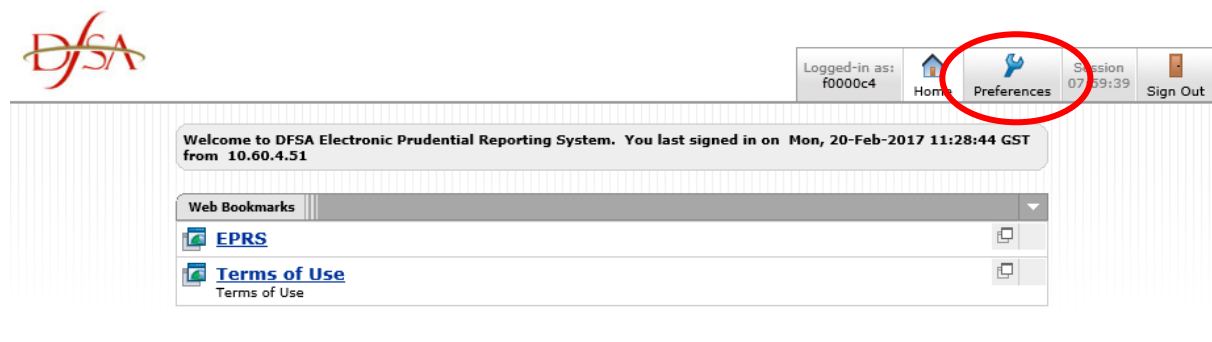 DFSA
Logged-in as:
f0000c4
Home
Preferences
Session
07:59:39
Sign Out
Welcome to DFSA Electronic Prudential Reporting System. You last signed in on Mon, 20-Feb-2017 11:28:44 GST
from 10.60.4.51
Web Bookmarks
EPRS
Terms of Use
Terms of Use